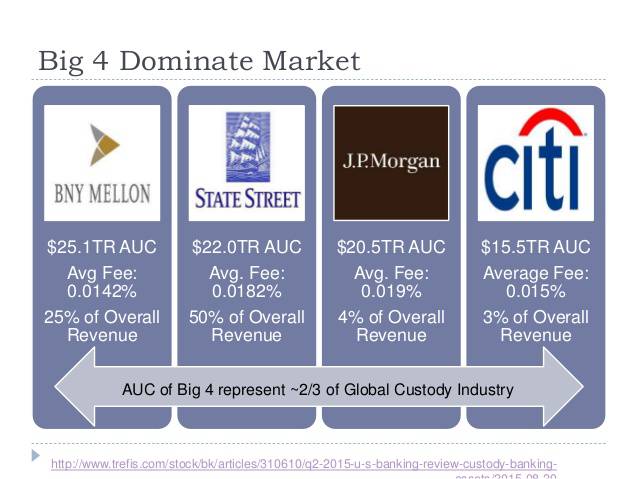 Big 4 Dominate Market
BNY MELLON
$25.1TR AUC
Avg Fee:
0.0142%
25% of Overall
Revenue
STATE STREET
$22.0TR AUC
Avg. Fee:
0.0182%
50% of Overall
Revenue
J.P.Morgan
$20.5TR AUC
Avg. Fee:
0.019%
4% of Overall
Revenue
citi
$15.5TR AUC
Average Fee:
0.015%
3% of Overall
Revenue
AUC of Big 4 represent ~2/3 of Global Custody Industry
http://www.trefis.com/stock/bk/articles/310610/q2-2015-u-s-banking-review-custody-banking-
assets/2015-08-20